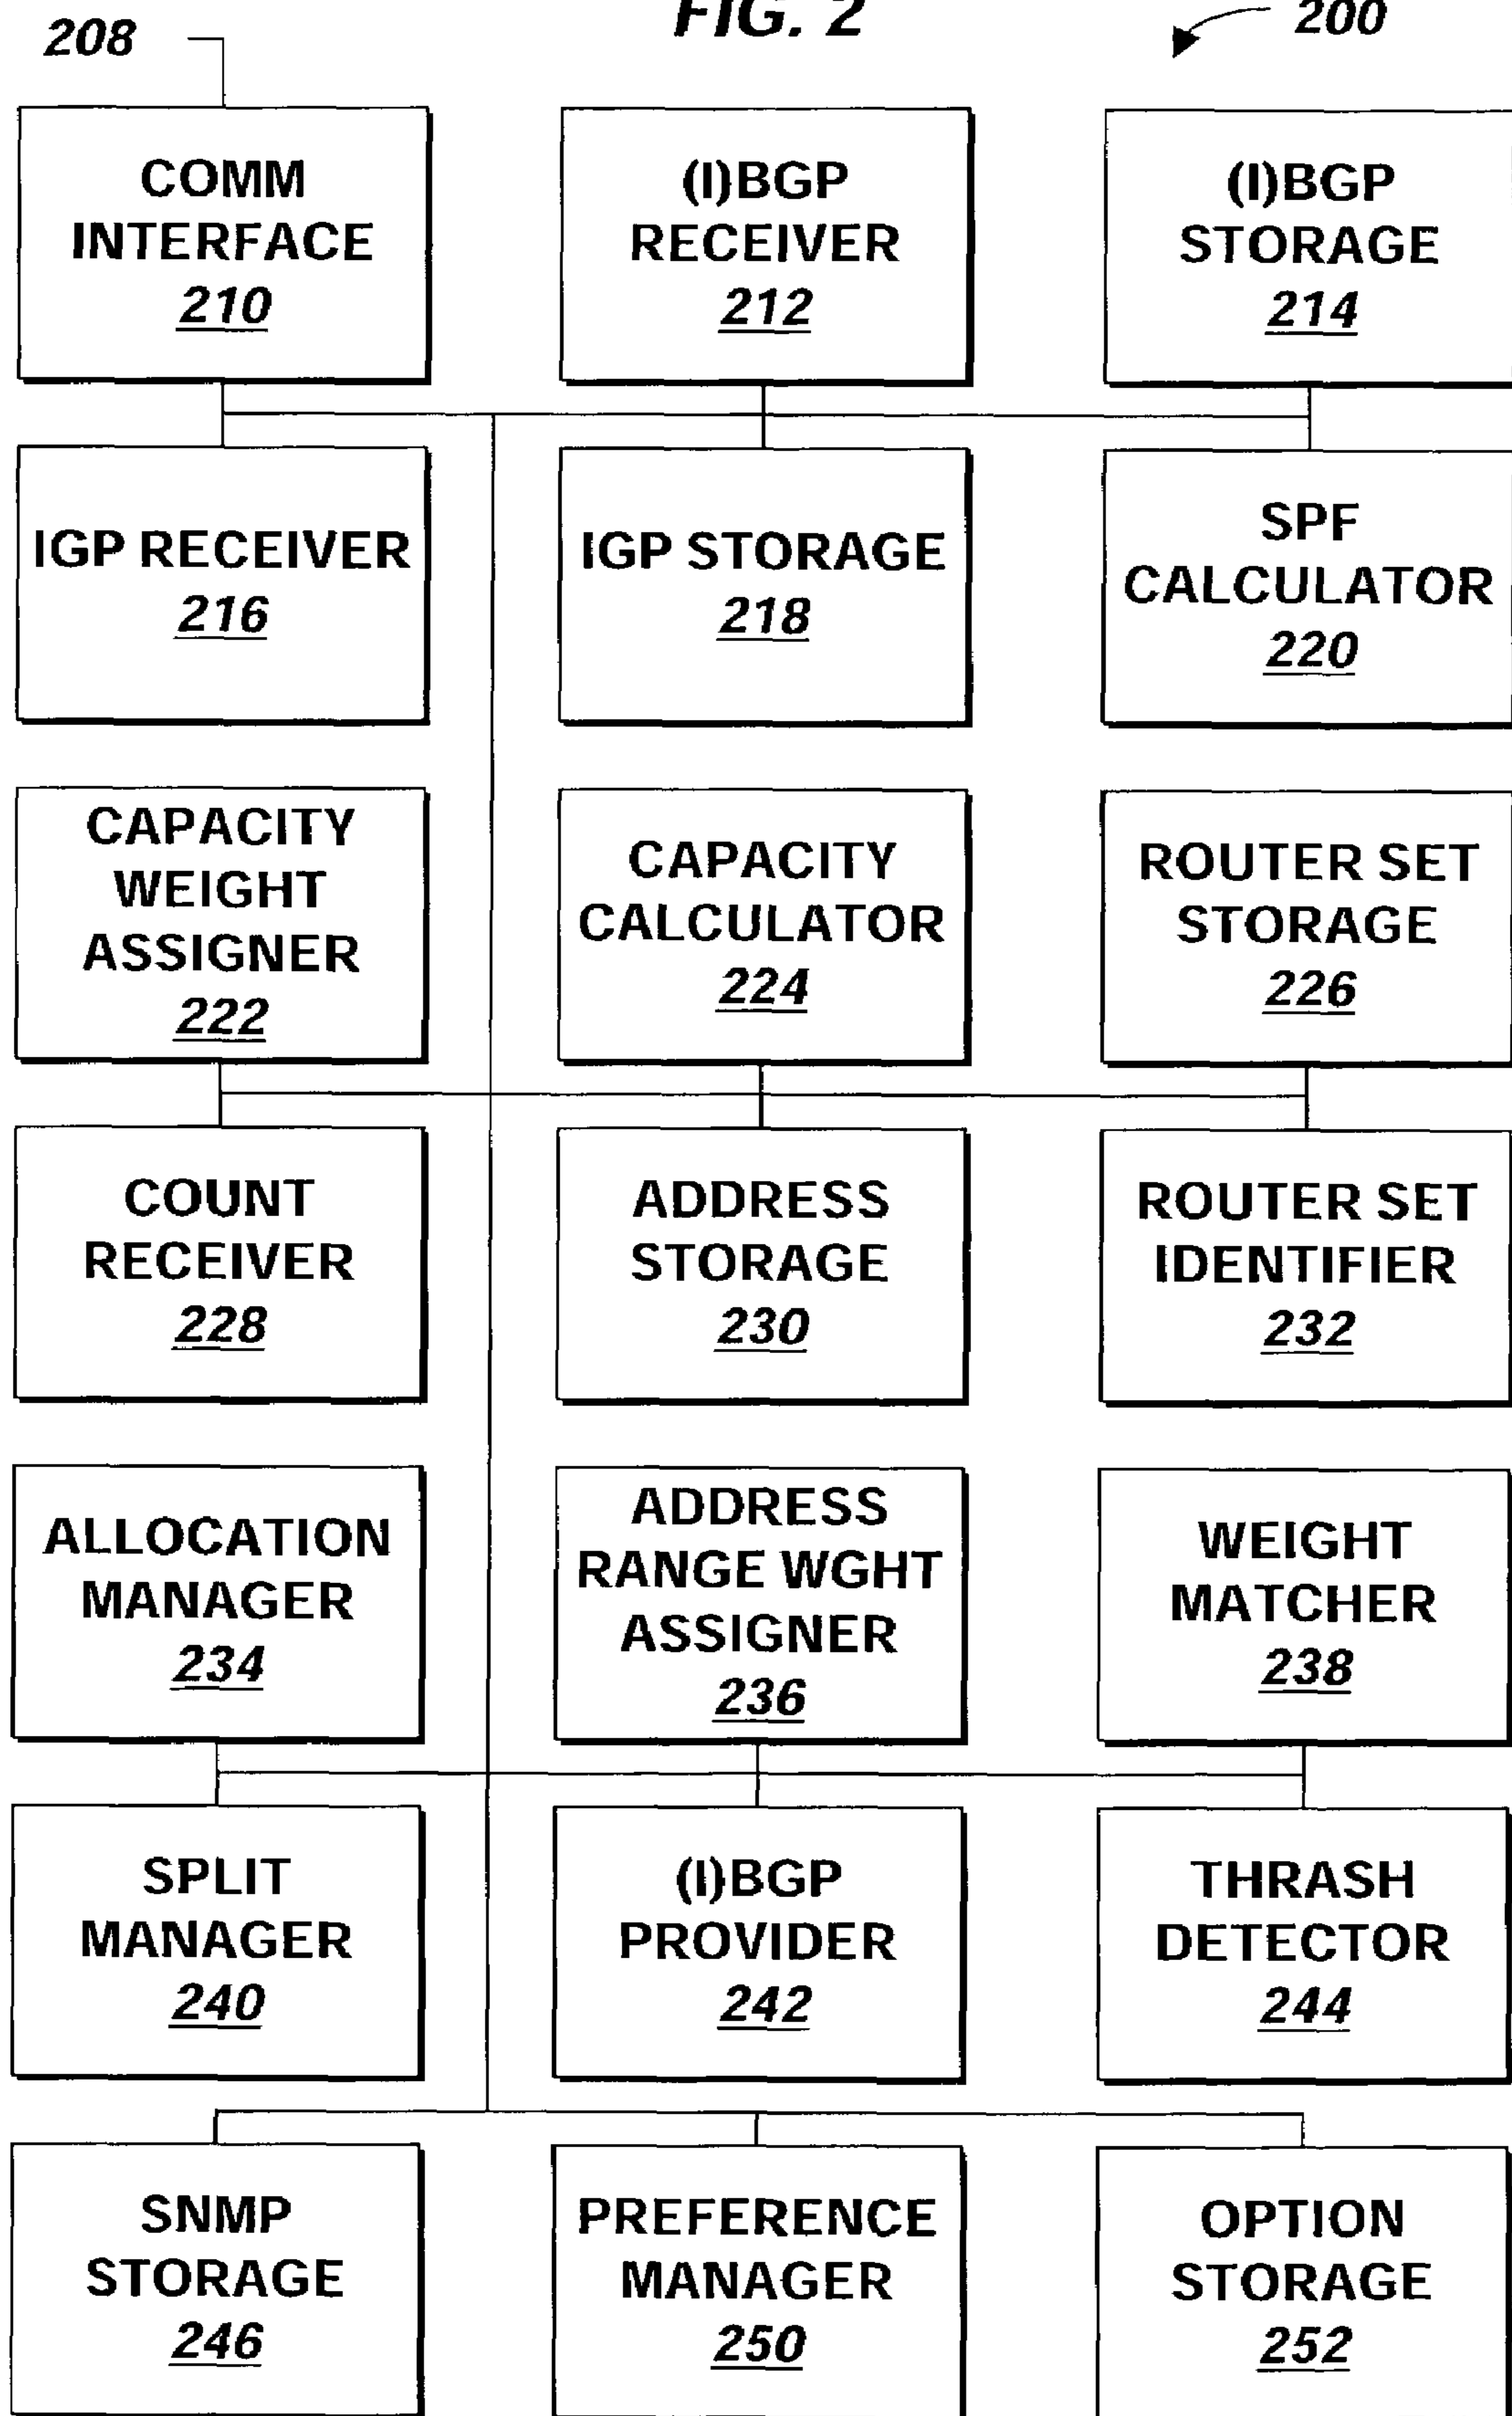 FIG. 2
208
200
COMM
INTERFACE
210
(I)BGP
RECEIVER
212
(I)BGP
STORAGE
214
IGP RECEIVER
216
IGP STORAGE
218
SPF
CALCULATOR
220
CAPACITY
WEIGHT
ASSIGNER
222
CAPACITY
CALCULATOR
224
ROUTER SET
STORAGE
226
COUNT
RECEIVER
228
ADDRESS
STORAGE
230
ROUTER SET
IDENTIFIER
232
ALLOCATION
MANAGER
234
ADDRESS
RANGE WGHT
ASSIGNER
236
WEIGHT
MATCHER
238
SPLIT
MANAGER
240
(I)BGP
PROVIDER
242
THRASH
DETECTOR
244
SNMP
STORAGE
246
PREFERENCE
MANAGER
250
OPTION
STORAGE
252